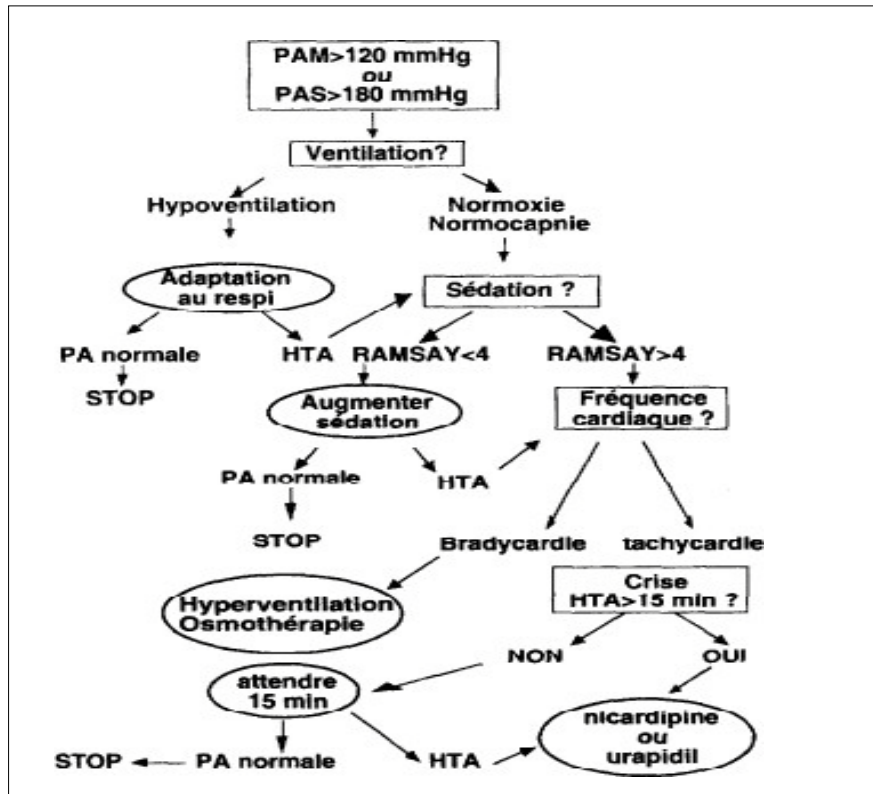 PAM>120 mmHg
ou
PAS>180 mmHg
Ventilation?
Hypoventilation
Normoxie
Normocapnie
Adaptation
au respi
Sédation ?
PA normale
HTA
RAMSAY<4
RAMSAY>4
STOP
Augmenter
sédation
Fréquence
cardiaque ?
PA normale
HTA
STOP
Bradycardie
tachycardie
Crise
HTA>15 min ?
Hyperventilation
Osmothérapie
NON
OUI
attendre
15 min
nicardipine
ou
urapidil
STOP
PA normale
HTA